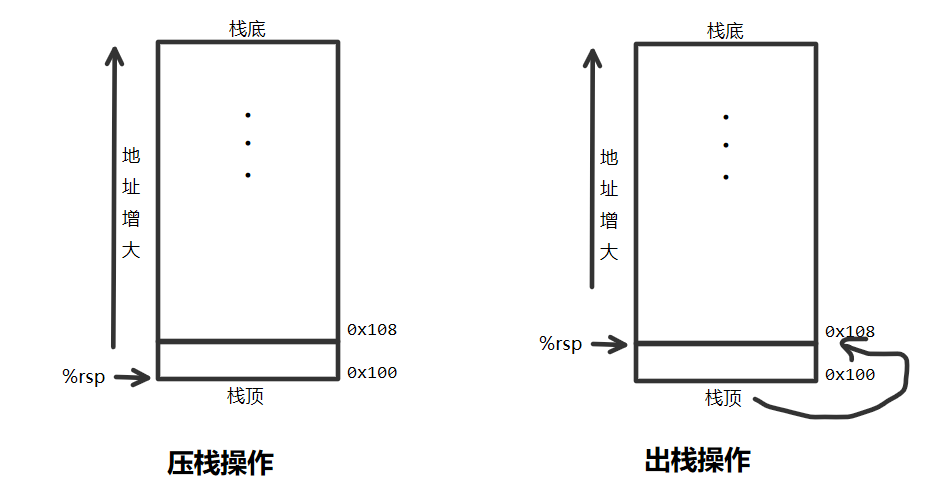 栈底
地址增大
0x108
%rsp
0x100
栈顶
压栈操作
栈底
地址增大
0x108
%rsp
0x100
栈顶
出栈操作